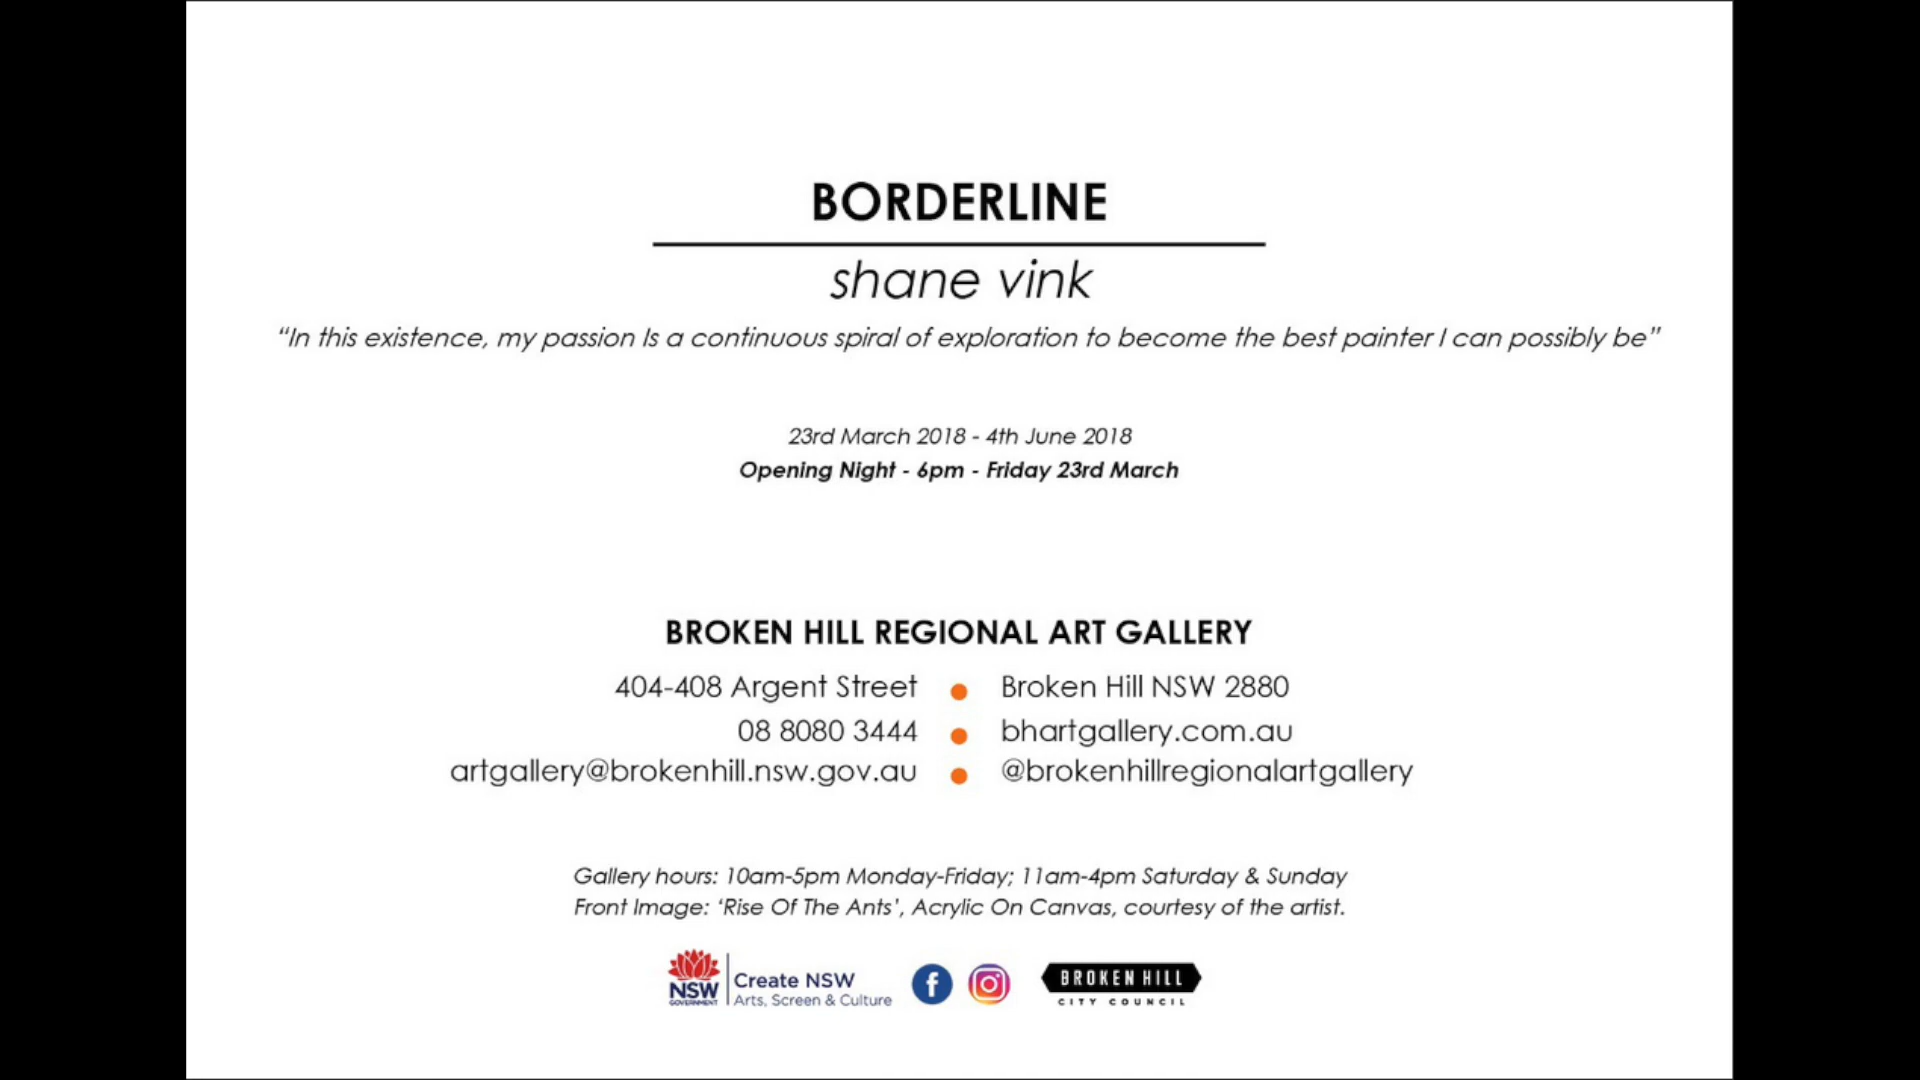 BORDERLINE
shane vink
“In this existence, my passion Is a continuous spiral of exploration to become the best painter I can possibly be”
23rd March 2018 - 4th June 2018
Opening Night - 6pm - Friday 23rd March
BROKEN HILL REGIONAL ART GALLERY
404-408 Argent Street ● Broken Hill NSW 2880
08 8080 3444 ● bhartgallery.com.au
artgallery@brokenhill.nsw.gov.au ● @brokenhillregionalartgallery
Gallery hours: 10am-5pm Monday-Friday; 11am-4pm Saturday & Sunday
Front Image: ‘Rise Of The Ants’, Acrylic On Canvas, courtesy of the artist.
NSW
GOVERNMENT
Create NSW
Arts, Screen & Culture
f
BROKEN HILL
CITY COUNCIL